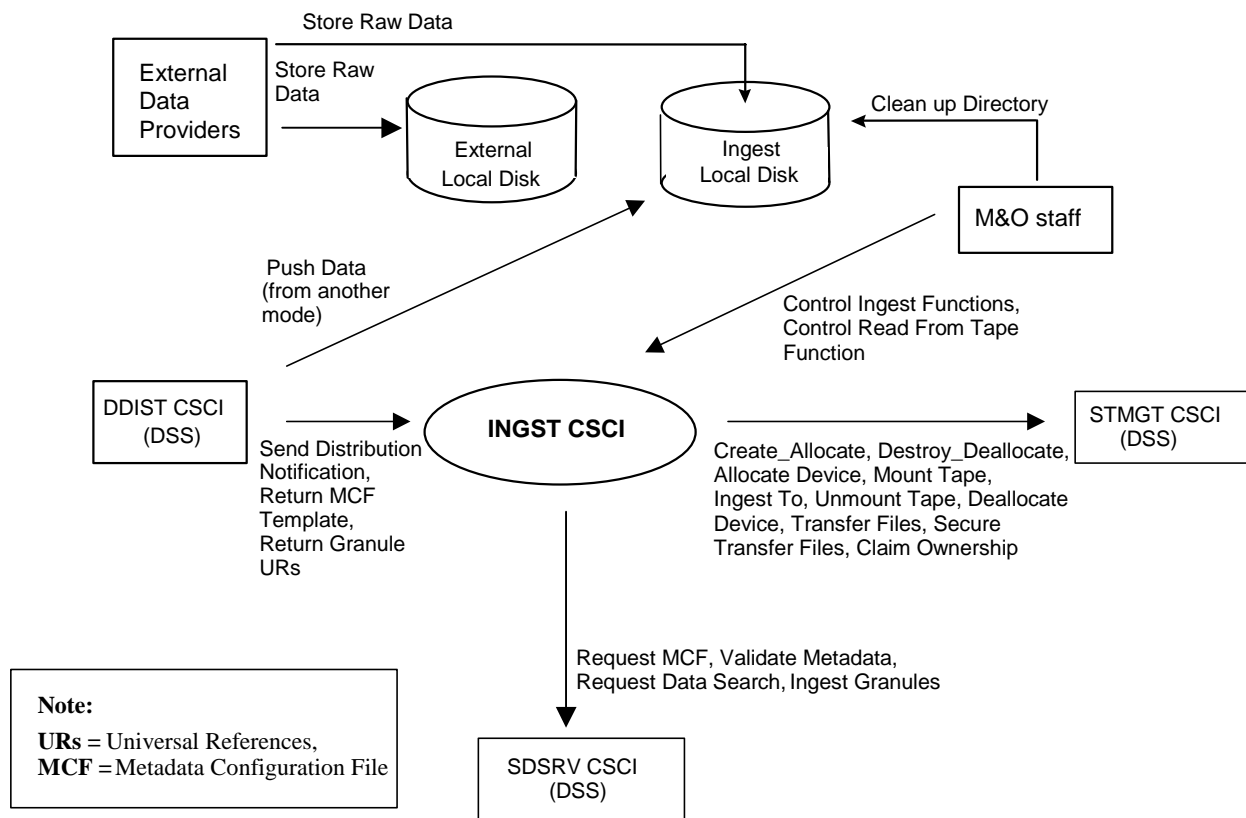 Store Raw Data
External
Data
Providers
Store Raw
Data
External
Local Disk
Ingest
Local Disk
Clean up Directory
M&O staff
Push Data
(from another
mode)
Control Ingest Functions,
Control Read From Tape
Function
DDIST CSCI
(DSS)
INGST CSCI
STMGT CSCI
(DSS)
Send Distribution
Notification,
Return MCF
Template,
Return Granule
URs
Create_Allocate, Destroy_Deallocate,
Allocate Device, Mount Tape,
Ingest To, Unmount Tape, Deallocate
Device, Transfer Files, Secure
Transfer Files, Claim Ownership
Request MCF, Validate Metadata,
Request Data Search, Ingest Granules
Note:
URs = Universal References,
MCF = Metadata Configuration File
SDSRV CSCI
(DSS)